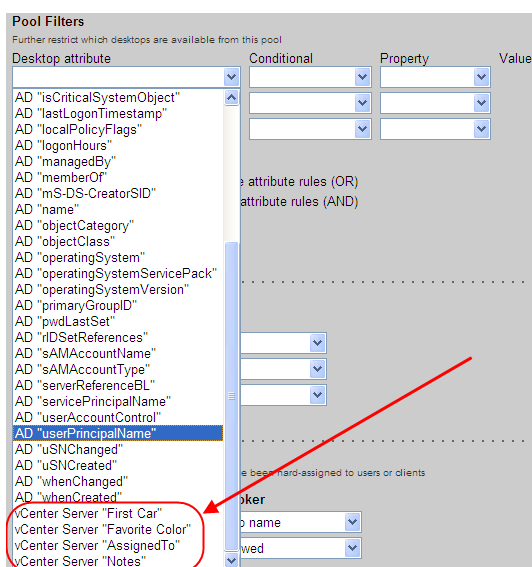 Pool Filters
Further restrict which desktops are available from this pool
Desktop attribute Conditional Property Value
AD "isCriticalSystemObject"
AD "lastLogonTimestamp"
AD "localPolicyFlags"
AD "logonHours"
AD "managedBy"
AD "memberOf"
AD "mS-DS-CreatorSID"
AD "name"
AD "objectCategory"
AD "objectClass"
AD "operatingSystem"
AD "operatingSystemServicePack"
AD "operatingSystemVersion"
AD "primaryGroupID"
AD "pwdLastSet"
AD "rIDSetReferences"
AD "sAMAccountName"
AD "sAMAccountType"
AD "serverReferenceBL"
AD "servicePrincipalName"
AD "userAccountControl"
AD "userPrincipalName"
AD "uSNChanged"
AD "uSNCreated"
AD "whenChanged"
AD "whenCreated"
vCenter Server "First Car"
vCenter Server "Favorite Color"
vCenter Server "AssignedTo"
vCenter Server "Notes"
attribute rules (OR)
attribute rules (AND)
been hard-assigned to users or clients
name